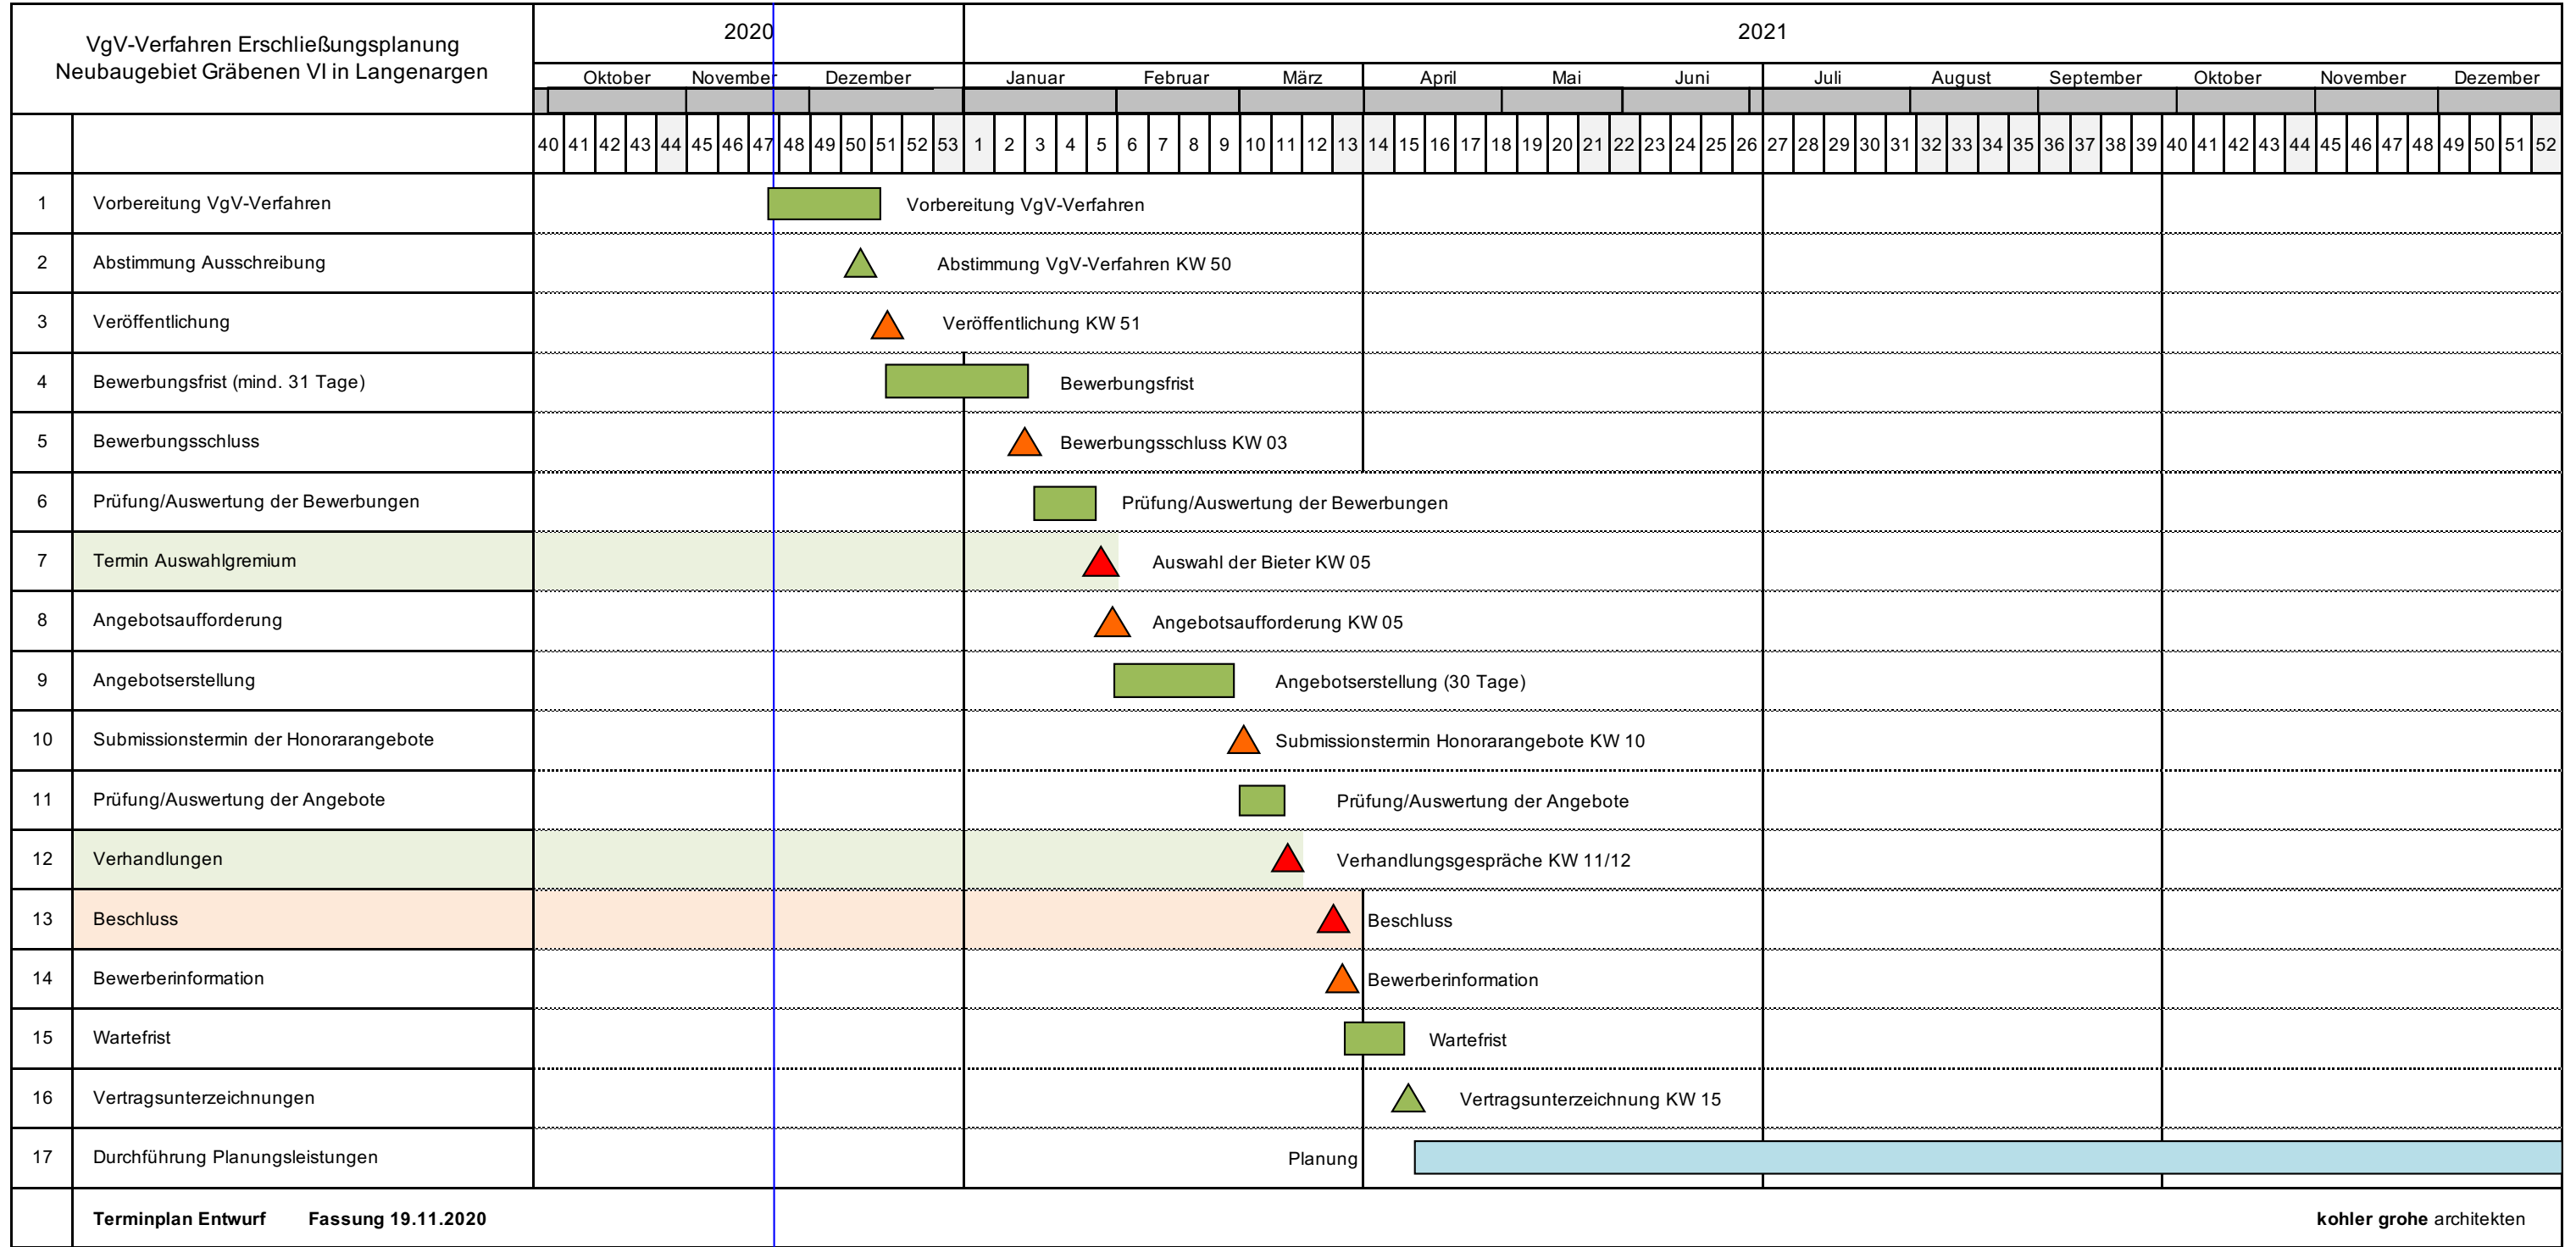 VgV-Verfahren Erschließungsplanung
Neubaugebiet Gräbenen VI in Langenargen
2020 2021
Oktober November Dezember Januar Februar März April Mai Juni Juli August September Oktober November Dezember
40 41 42 43 44 45 46 47 48 49 50 51 52 53 1 2 3 4 5 6 7 8 9 10 11 12 13 14 15 16 17 18 19 20 21 22 23 24 25 26 27 28 29 30 31 32 33 34 35 36 37 38 39 40 41 42 43 44 45 46 47 48 49 50 51 52
1 Vorbereitung VgV-Verfahren Vorbereitung VgV-Verfahren
2 Abstimmung Ausschreibung Abstimmung VgV-Verfahren KW 50
3 Veröffentlichung Veröffentlichung KW 51
4 Bewerbungsfrist (mind. 31 Tage) Bewerbungsfrist
5 Bewerbungsschluss Bewerbungsschluss KW 03
6 Prüfung/Auswertung der Bewerbungen Prüfung/Auswertung der Bewerbungen
7 Termin Auswahlgremium Auswahl der Bieter KW 05
8 Angebotsaufforderung Angebotsaufforderung KW 05
9 Angebotserstellung Angebotserstellung (30 Tage)
10 Submissionstermin der Honorarangebote Submissionstermin Honorarangebote KW 10
11 Prüfung/Auswertung der Angebote Prüfung/Auswertung der Angebote
12 Verhandlungen Verhandlungsgespräche KW 11/12
13 Beschluss Beschluss
14 Bewerberinformation Bewerberinformation
15 Wartefrist Wartefrist
16 Vertragsunterzeichnungen Vertragsunterzeichnung KW 15
17 Durchführung Planungsleistungen Planung
Terminplan Entwurf Fassung 19.11.2020 kohler grohe architekten